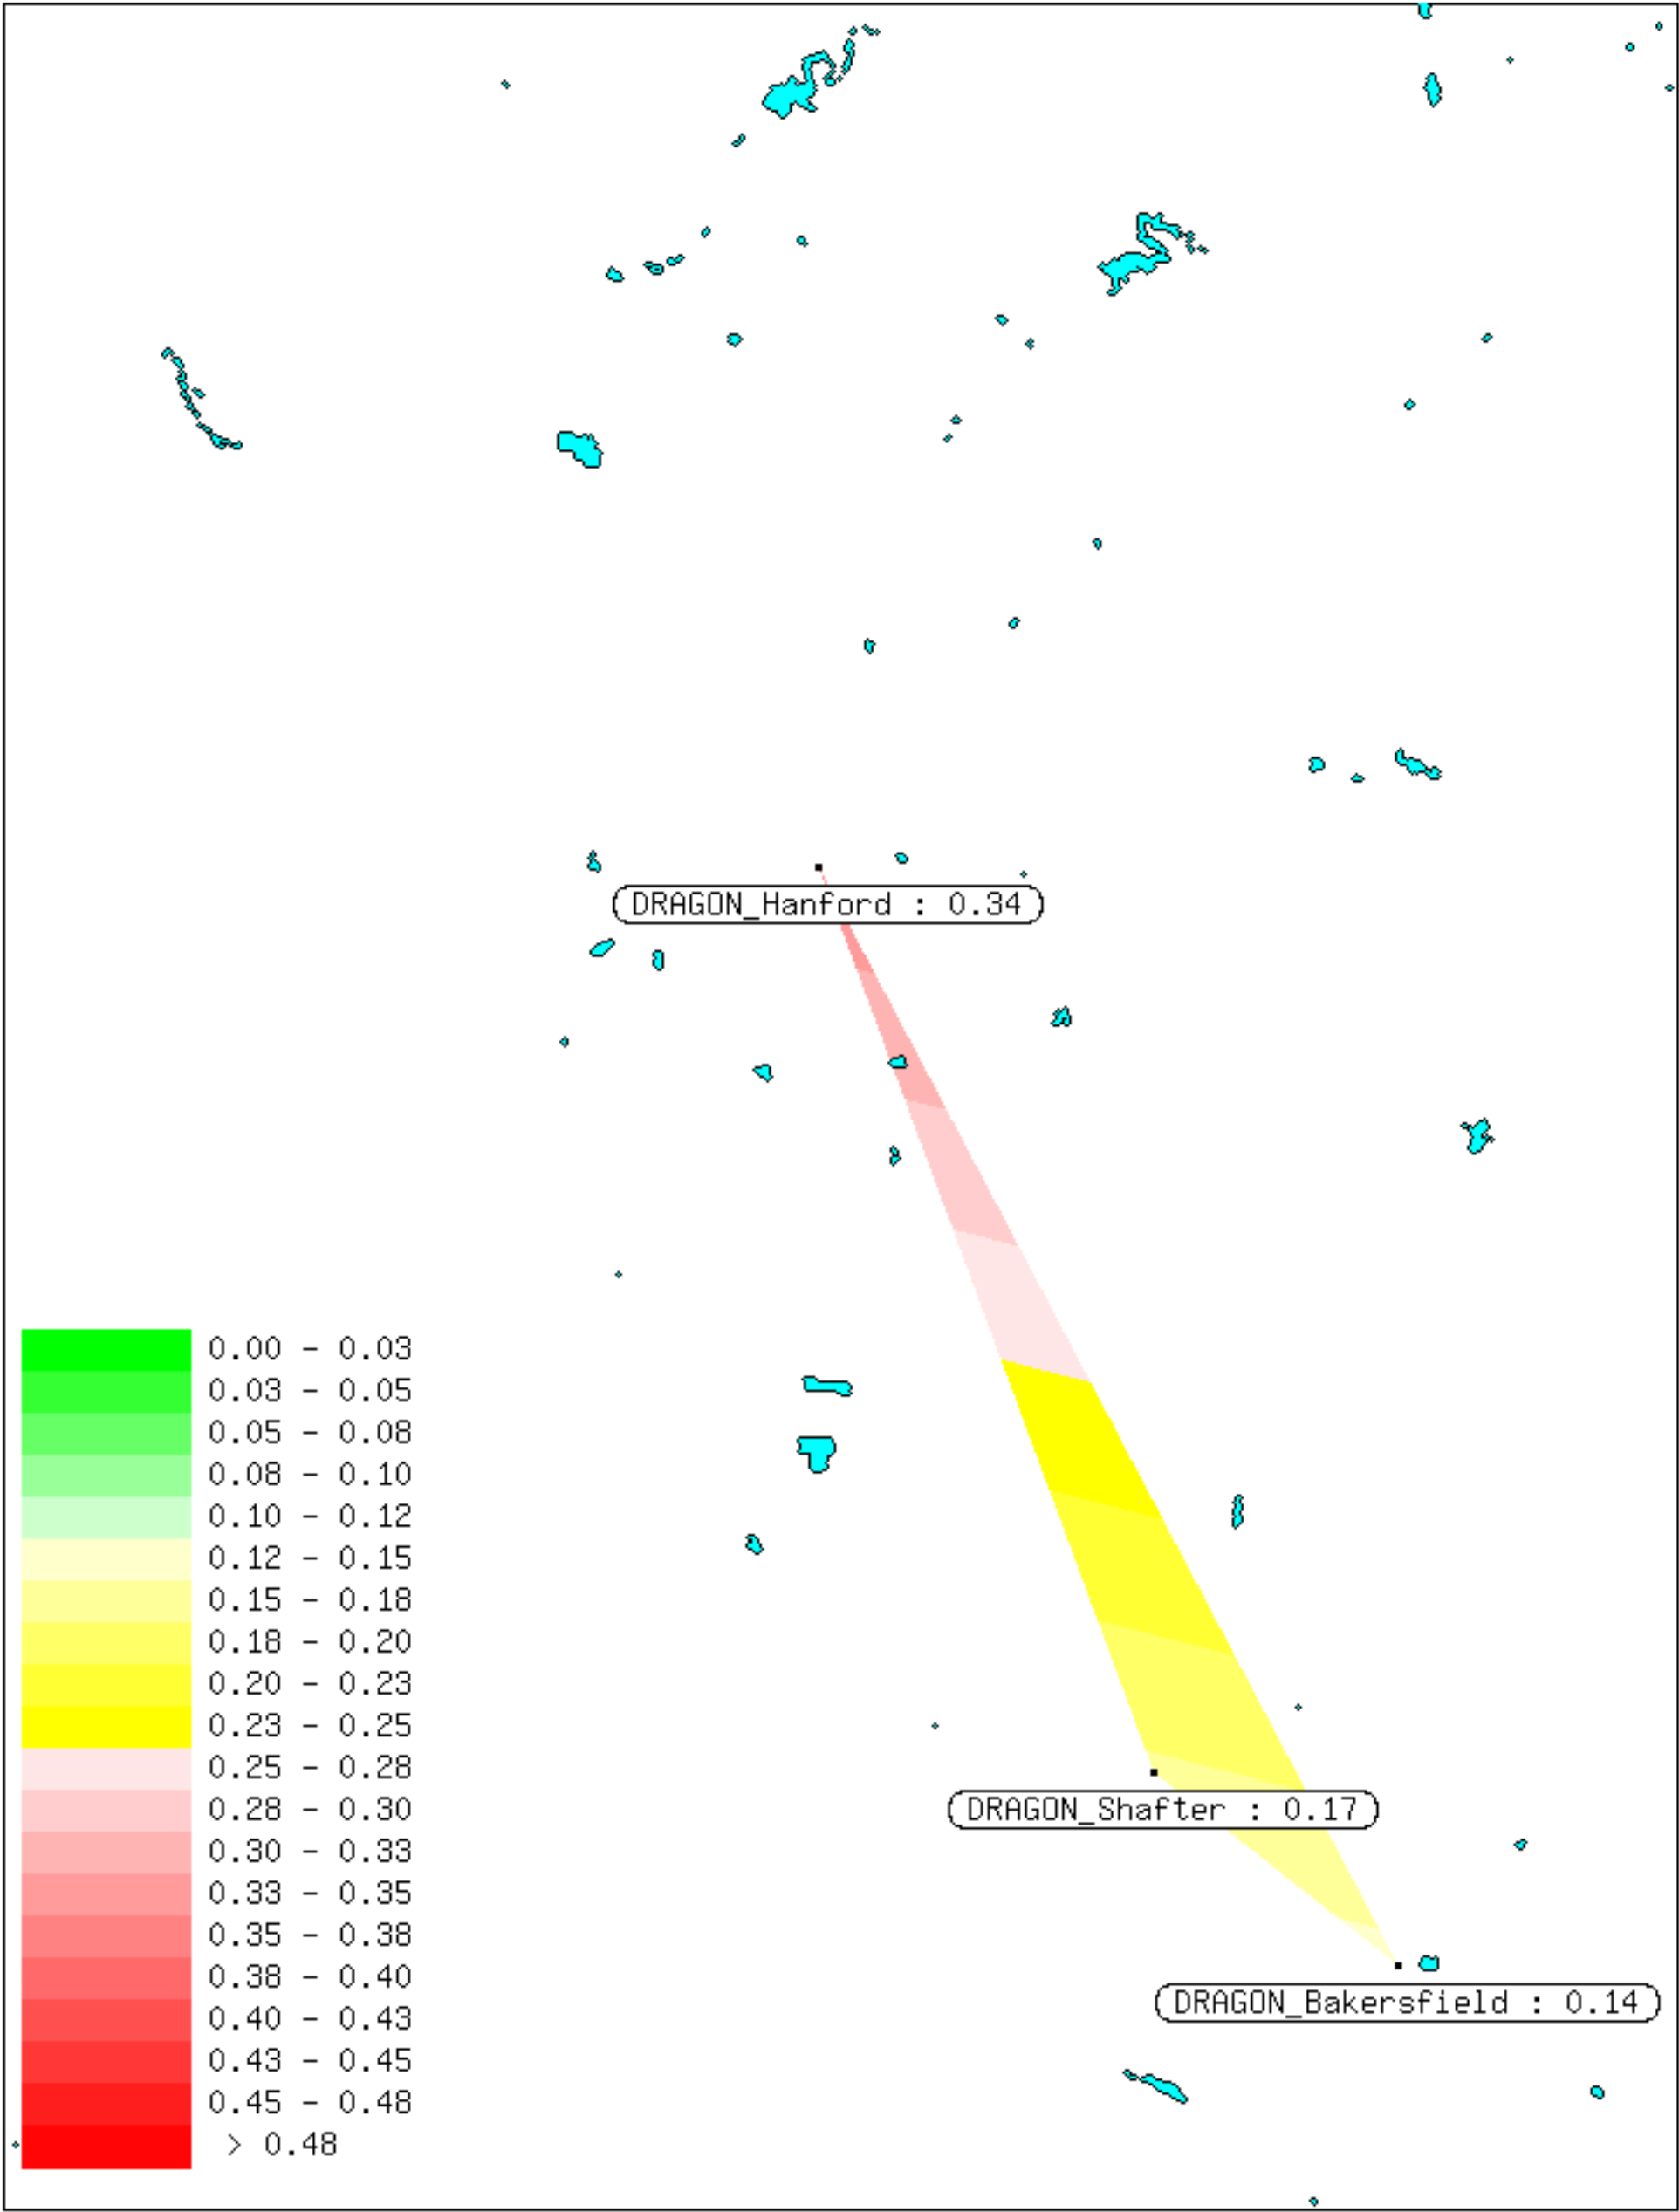 DRAGON_Hanford : 0.34
0.00 - 0.03
0.03 - 0.05
0.05 - 0.08
0.08 - 0.10
0.10 - 0.12
0.12 - 0.15
0.15 - 0.18
0.18 - 0.20
0.20 - 0.23
0.23 - 0.25
0.25 - 0.28
0.28 - 0.30
0.30 - 0.33
0.33 - 0.35
0.35 - 0.38
0.38 - 0.40
0.40 - 0.43
0.43 - 0.45
0.45 - 0.48
> 0.48
DRAGON_Shafter : 0.17
DRAGON_Bakersfield : 0.14